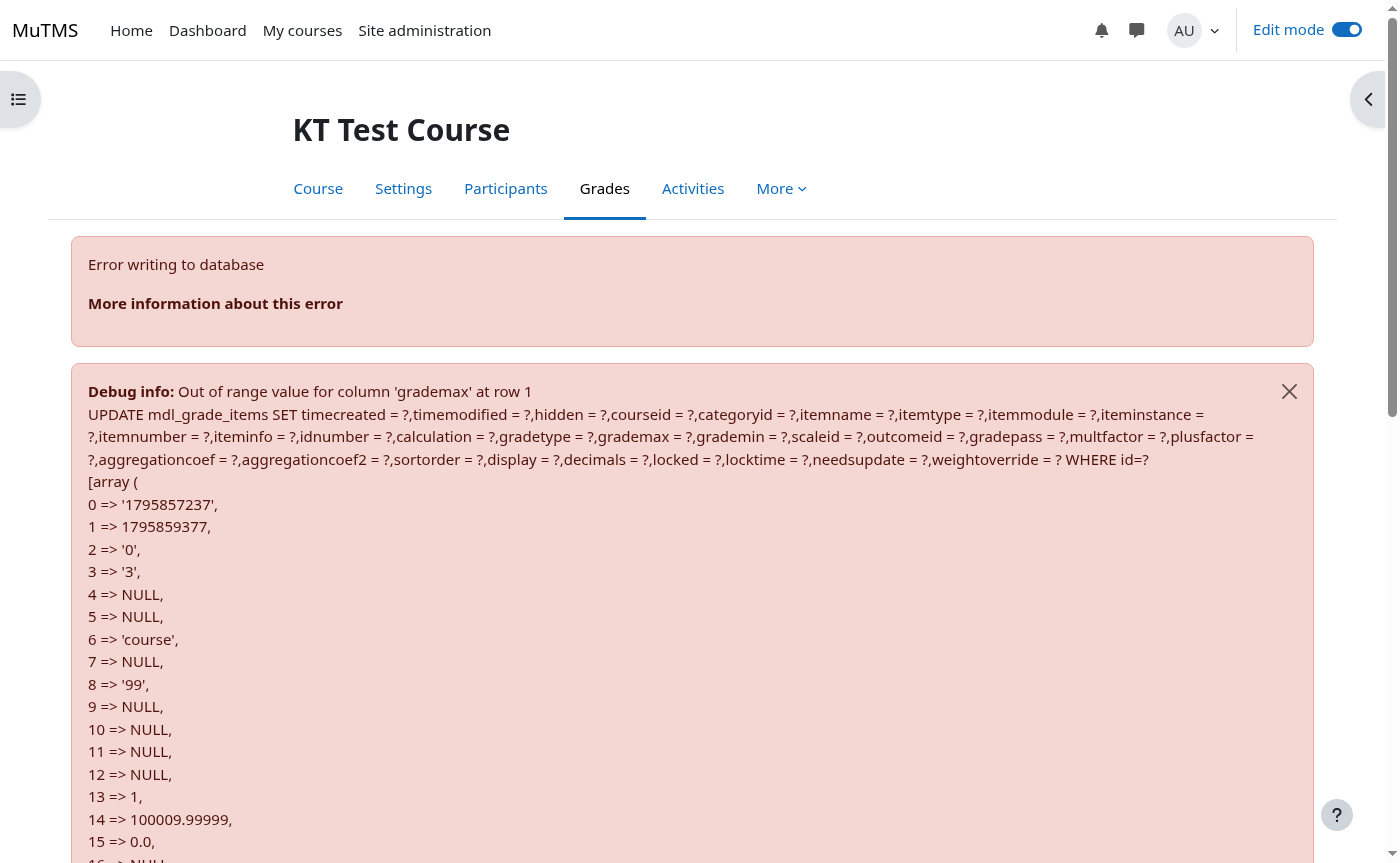 MuTMS Home Dashboard My courses Site administration AU Edit mode
KT Test Course
Course Settings Participants Grades Activities More
Error writing to database
More information about this error
Debug info: Out of range value for column 'grademax' at row 1
UPDATE mdl_grade_items SET timecreated = ?,timemodified = ?,hidden = ?,courseid = ?,categoryid = ?,itemname = ?,itemtype = ?,itemmodule = ?,iteminstance =
?,itemnumber = ?,iteminfo = ?,idnumber = ?,calculation = ?,gradetype = ?,grademax = ?,grademin = ?,scaleid = ?,outcomeid = ?,gradepass = ?,multfactor = ?,plusfactor =
?,aggregationcoef = ?,aggregationcoef2 = ?,sortorder = ?,display = ?,decimals = ?,locked = ?,locktime = ?,needsupdate = ?,weightoverride = ? WHERE id=?
[array (
0 => '1795857237',
1 => 1795859377,
2 => '0',
3 => '3',
4 => NULL,
5 => NULL,
6 => 'course',
7 => NULL,
8 => '99',
9 => NULL,
10 => NULL,
11 => NULL,
12 => NULL,
13 => 1,
14 => 100009.99999,
15 => 0.0,
16 => NULL
?